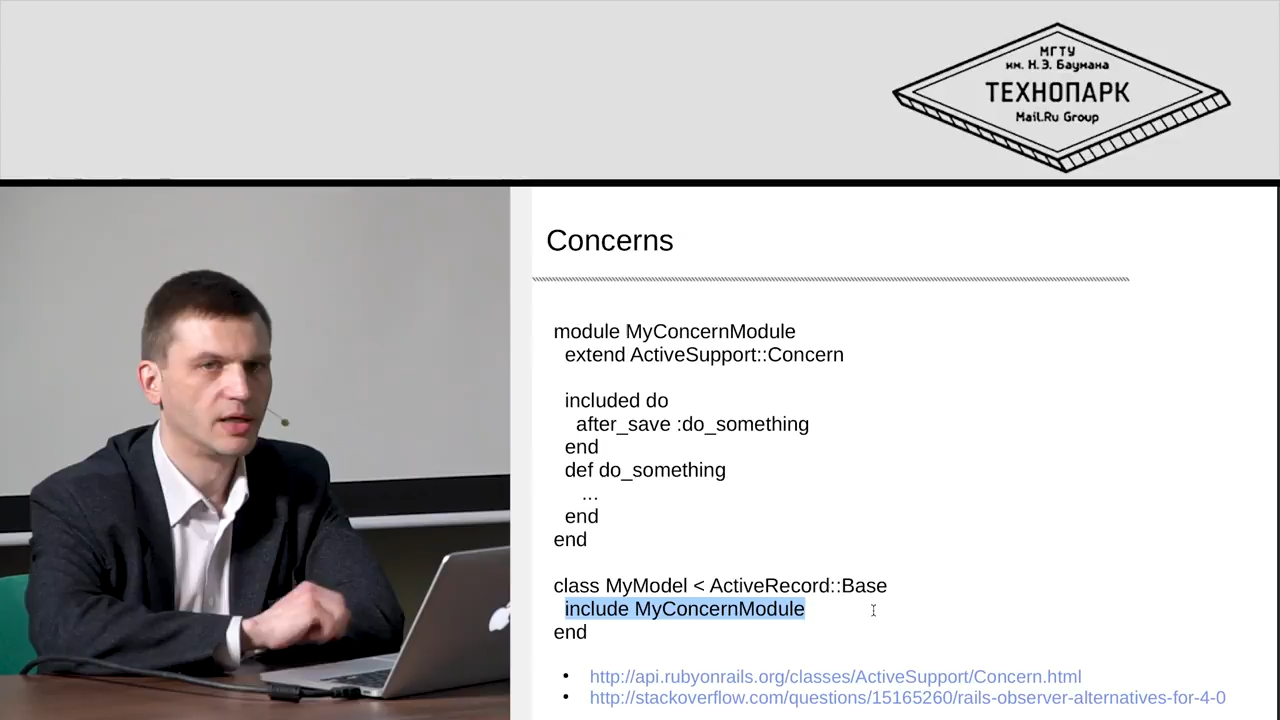 МГТУ
им. Н.Э. Баумана
ТЕХНОПАРК
Mail.Ru Group
Concerns
module MyConcernModule
extend ActiveSupport::Concern
included do
after_save :do_something
end
def do_something
...
end
end
class MyModel < ActiveRecord::Base
include MyConcernModule
end
• http://api.rubyonrails.org/classes/ActiveSupport/Concern.html
• http://stackoverflow.com/questions/15165260/rails-observer-alternatives-for-4-0